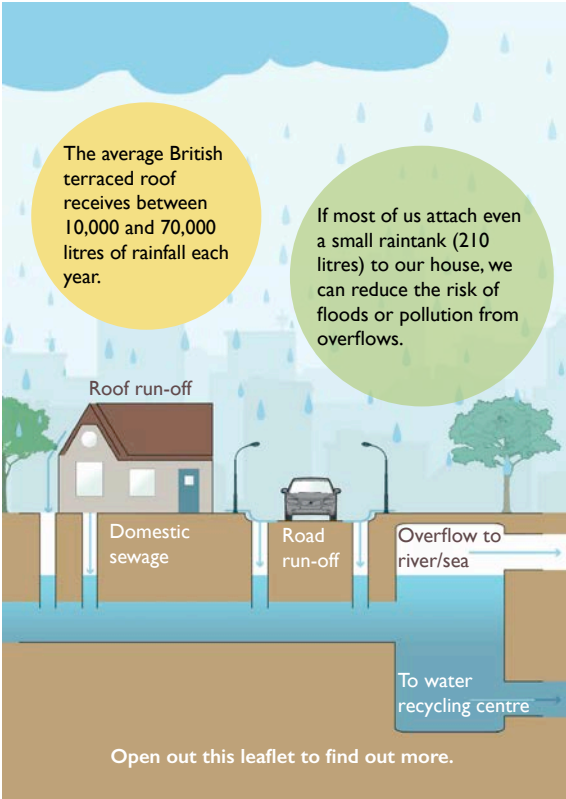 The average British
terraced roof
receives between
10,000 and 70,000
litres of rainfall each
year.
If most of us attach even
a small raintank (210
litres) to our house, we
can reduce the risk of
floods or pollution from
overflows.
Roof run-off
Domestic
sewage
Road
run-off
Overflow to
river/sea
To water
recycling centre
Open out this leaflet to find out more.